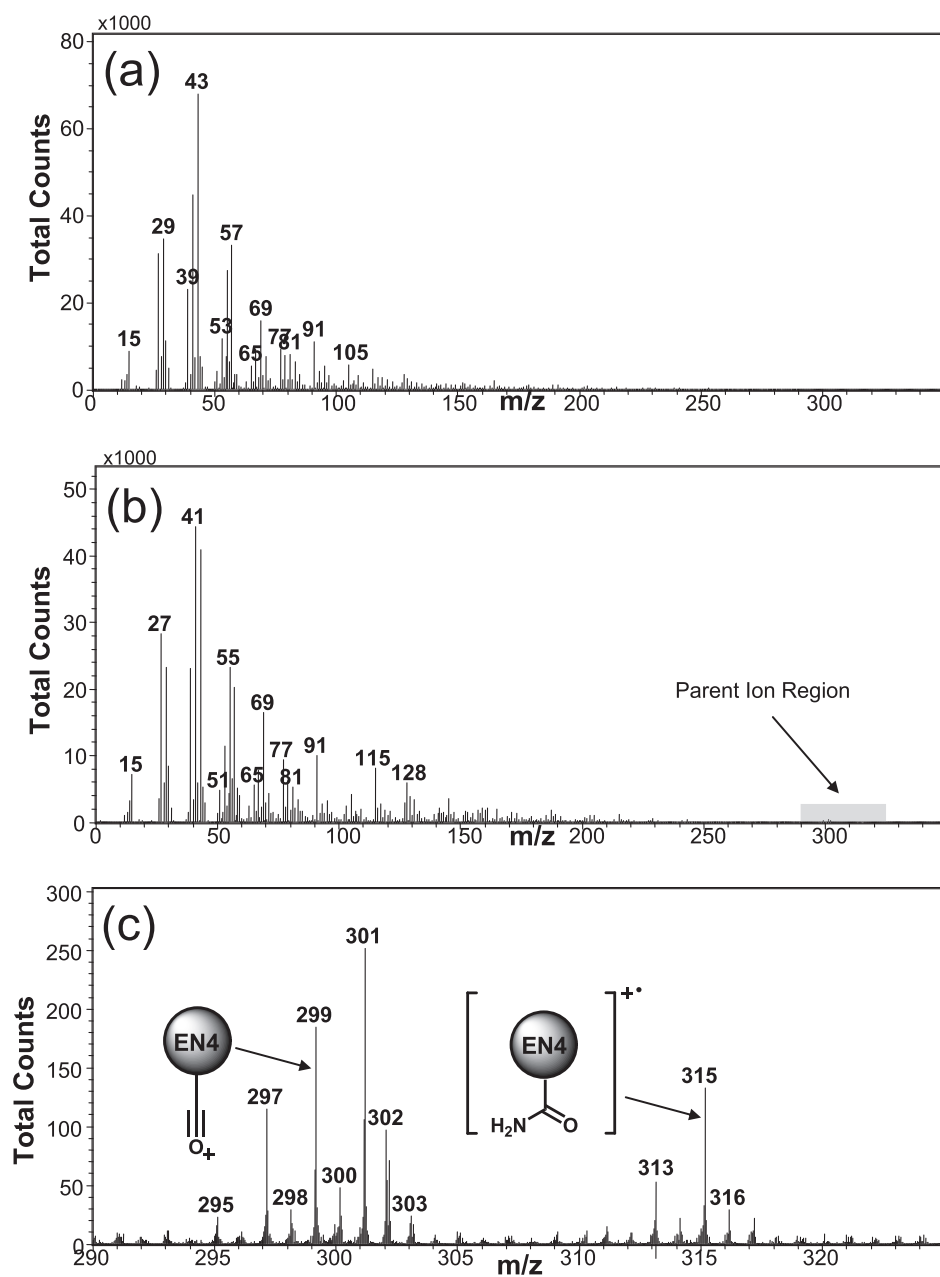 x1000
(a)
Total Counts
80
60
40
20
0
43
29
57
39
53
69
15
65
77
81
91
105
0 50 100 150 200 250 300
m/z
x1000
(b)
Total Counts
50
40
30
20
10
0
41
27
55
69
15
51
65
77
81
91
115
128
Parent Ion Region
0 50 100 150 200 250 300
m/z
(c)
Total Counts
300
250
200
150
100
50
0
301
299
297
302
300
298
295
303
315
313
316
EN4
O
+
EN4
H₂N
O
+•
290 295 300 305 310 315 320
m/z